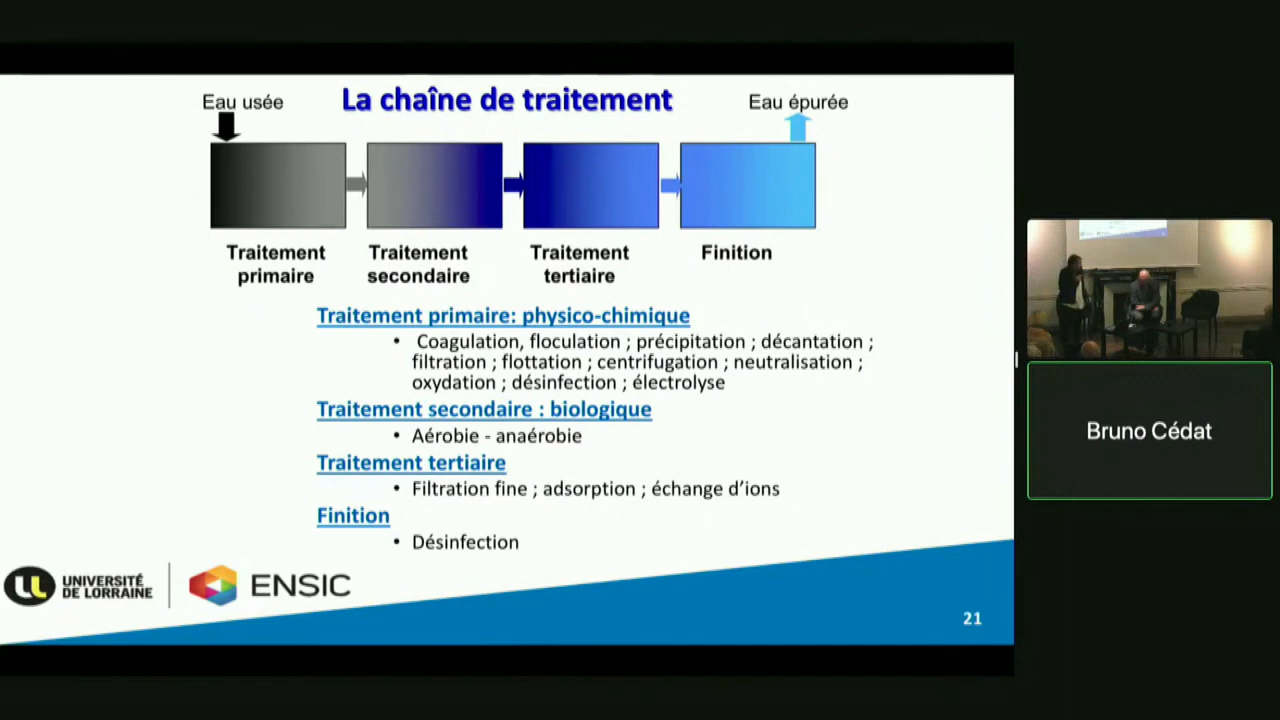 Eau usée
La chaîne de traitement
Eau épurée
Traitement
primaire
Traitement
secondaire
Traitement
tertiaire
Finition
Traitement primaire: physico-chimique
• Coagulation, floculation ; précipitation ; décantation ;
filtration ; flottation ; centrifugation ; neutralisation ;
oxydation ; désinfection ; électrolyse
Traitement secondaire : biologique
• Aérobie - anaérobie
Traitement tertiaire
• Filtration fine ; adsorption ; échange d’ions
Finition
• Désinfection
UNIVERSITÉ
DE LORRAINE
ENSIC
21
Bruno Cédat